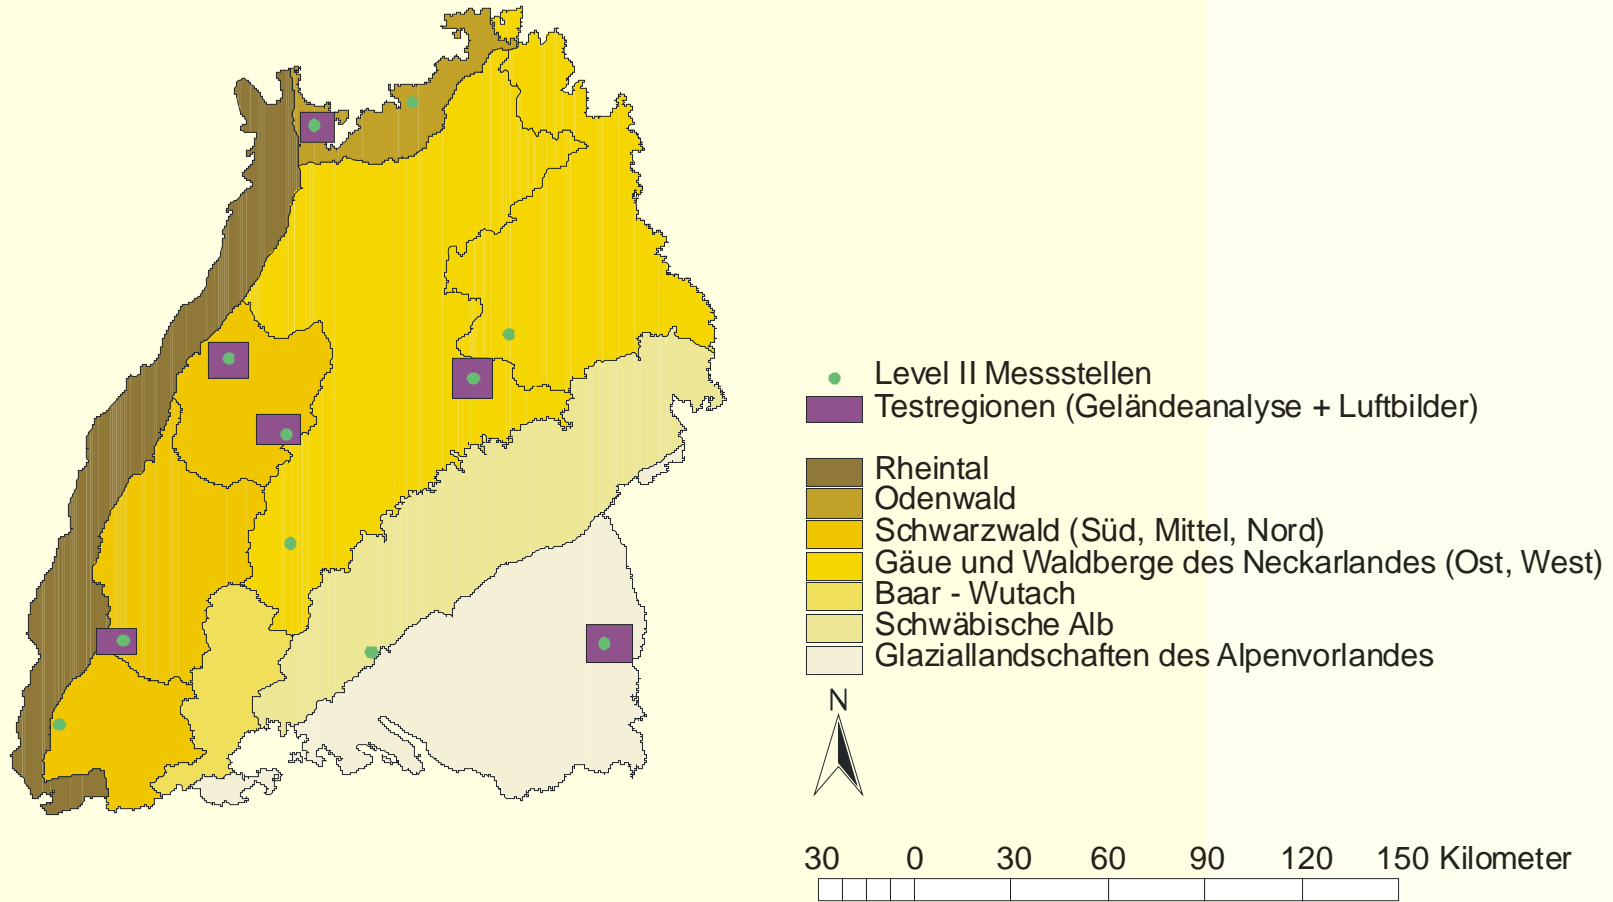 Level II Messstellen
Testregionen (Geländeanalyse + Luftbilder)
Rheintal
Odenwald
Schwarzwald (Süd, Mittel, Nord)
Gäue und Waldberge des Neckarlandes (Ost, West)
Baar - Wutach
Schwäbische Alb
Glaziallandschaften des Alpenvorlandes
N
30 0 30 60 90 120 150 Kilometer